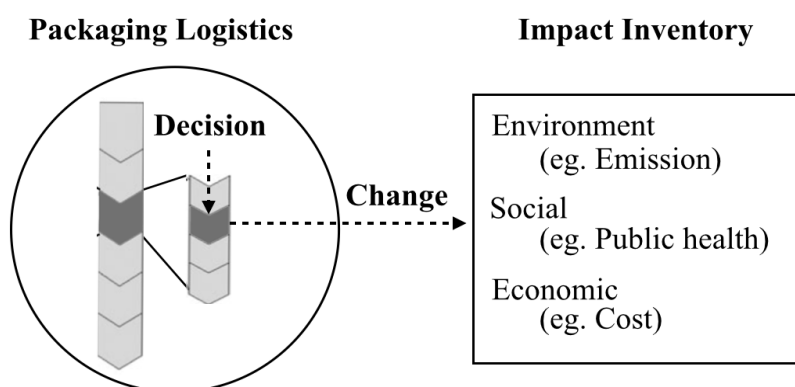 Packaging Logistics
Impact Inventory
Decision
Change
Environment
(eg. Emission)
Social
(eg. Public health)
Economic
(eg. Cost)